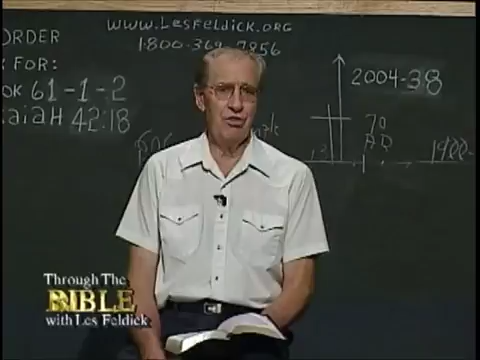 www.LesFeldick.org
1-800-369-7856
ORDER
FOR:
OK 61-1-2
aiaH 42:18
2004-38
70
AD
1900
Through The
BIBLE
with Les Feldick